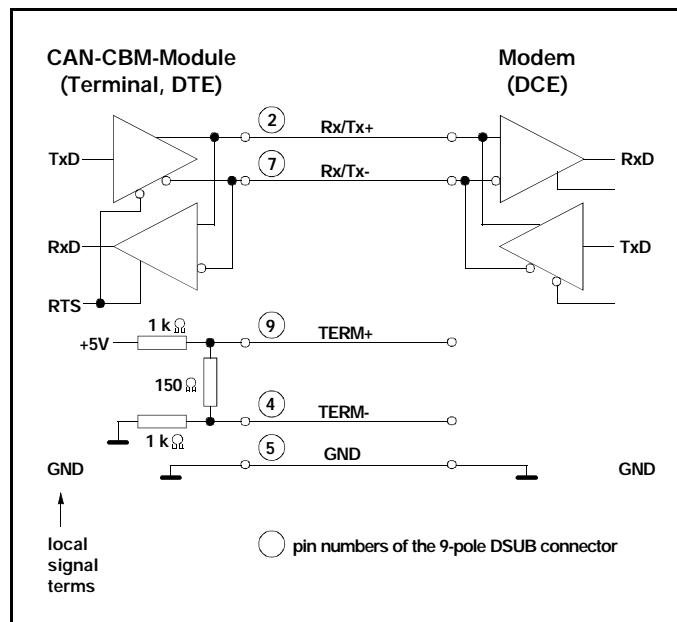 CAN-CBM-Module
(Terminal, DTE)
Modem
(DCE)
2
Rx/Tx+
TxD
RxD
7
Rx/Tx-
RxD
TxD
RTS
1 kΩ
9
TERM+
+5V
150Ω
4
TERM-
1 kΩ
5
GND
GND
GND
local
signal
terms
pin numbers of the 9-pole DSUB connector